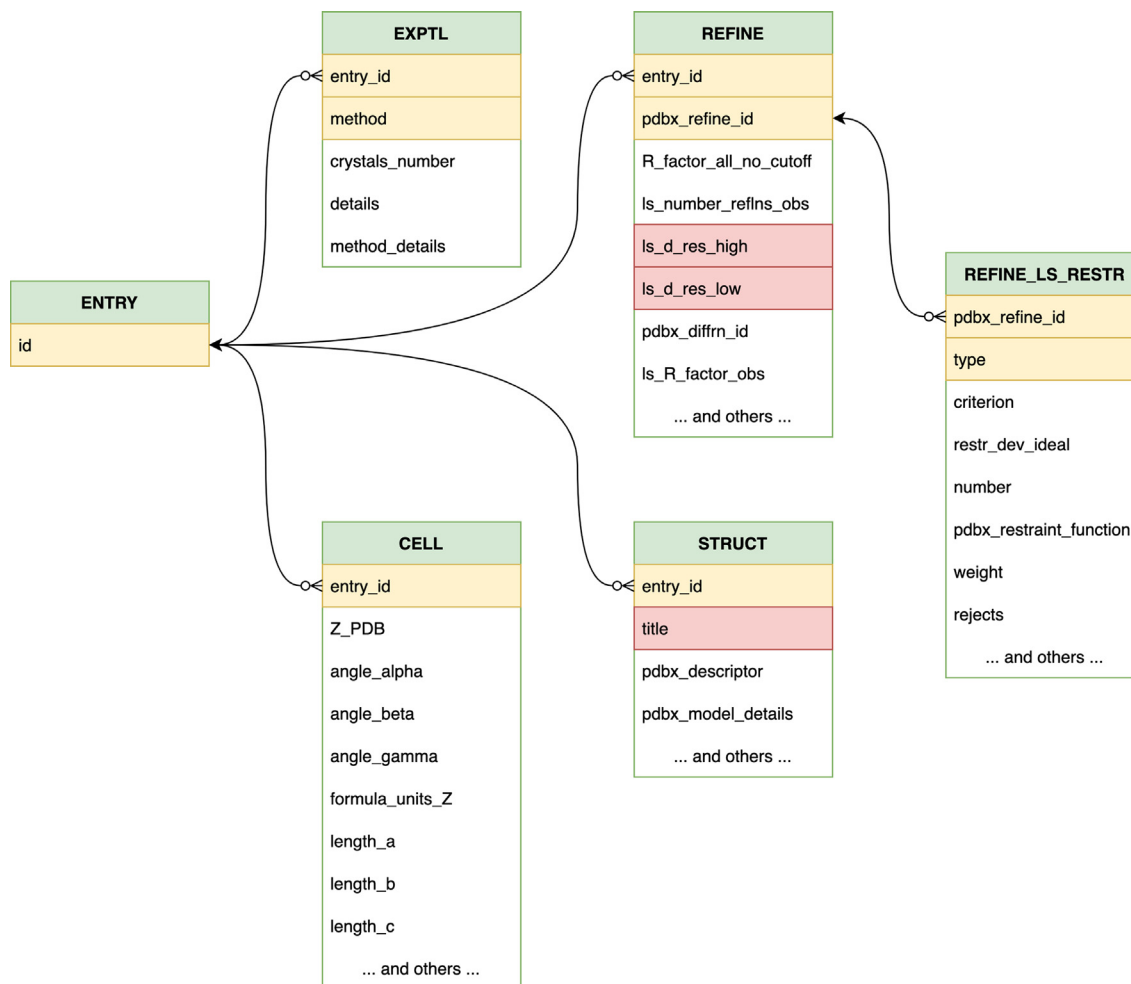 EXPTL
entry_id
method
crystals_number
details
method_details
REFINE
entry_id
pdbx_refine_id
R_factor_all_no_cutoff
ls_number_reflns_obs
ls_d_res_high
ls_d_res_low
pdbx_diffrn_id
ls_R_factor_obs
... and others ...
ENTRY
id
REFINE_LS_RESTR
pdbx_refine_id
type
criterion
restr_dev_ideal
number
pdbx_restraint_function
weight
rejects
... and others ...
CELL
entry_id
Z_PDB
angle_alpha
angle_beta
angle_gamma
formula_units_Z
length_a
length_b
length_c
... and others ...
STRUCT
entry_id
title
pdbx_descriptor
pdbx_model_details
... and others ...